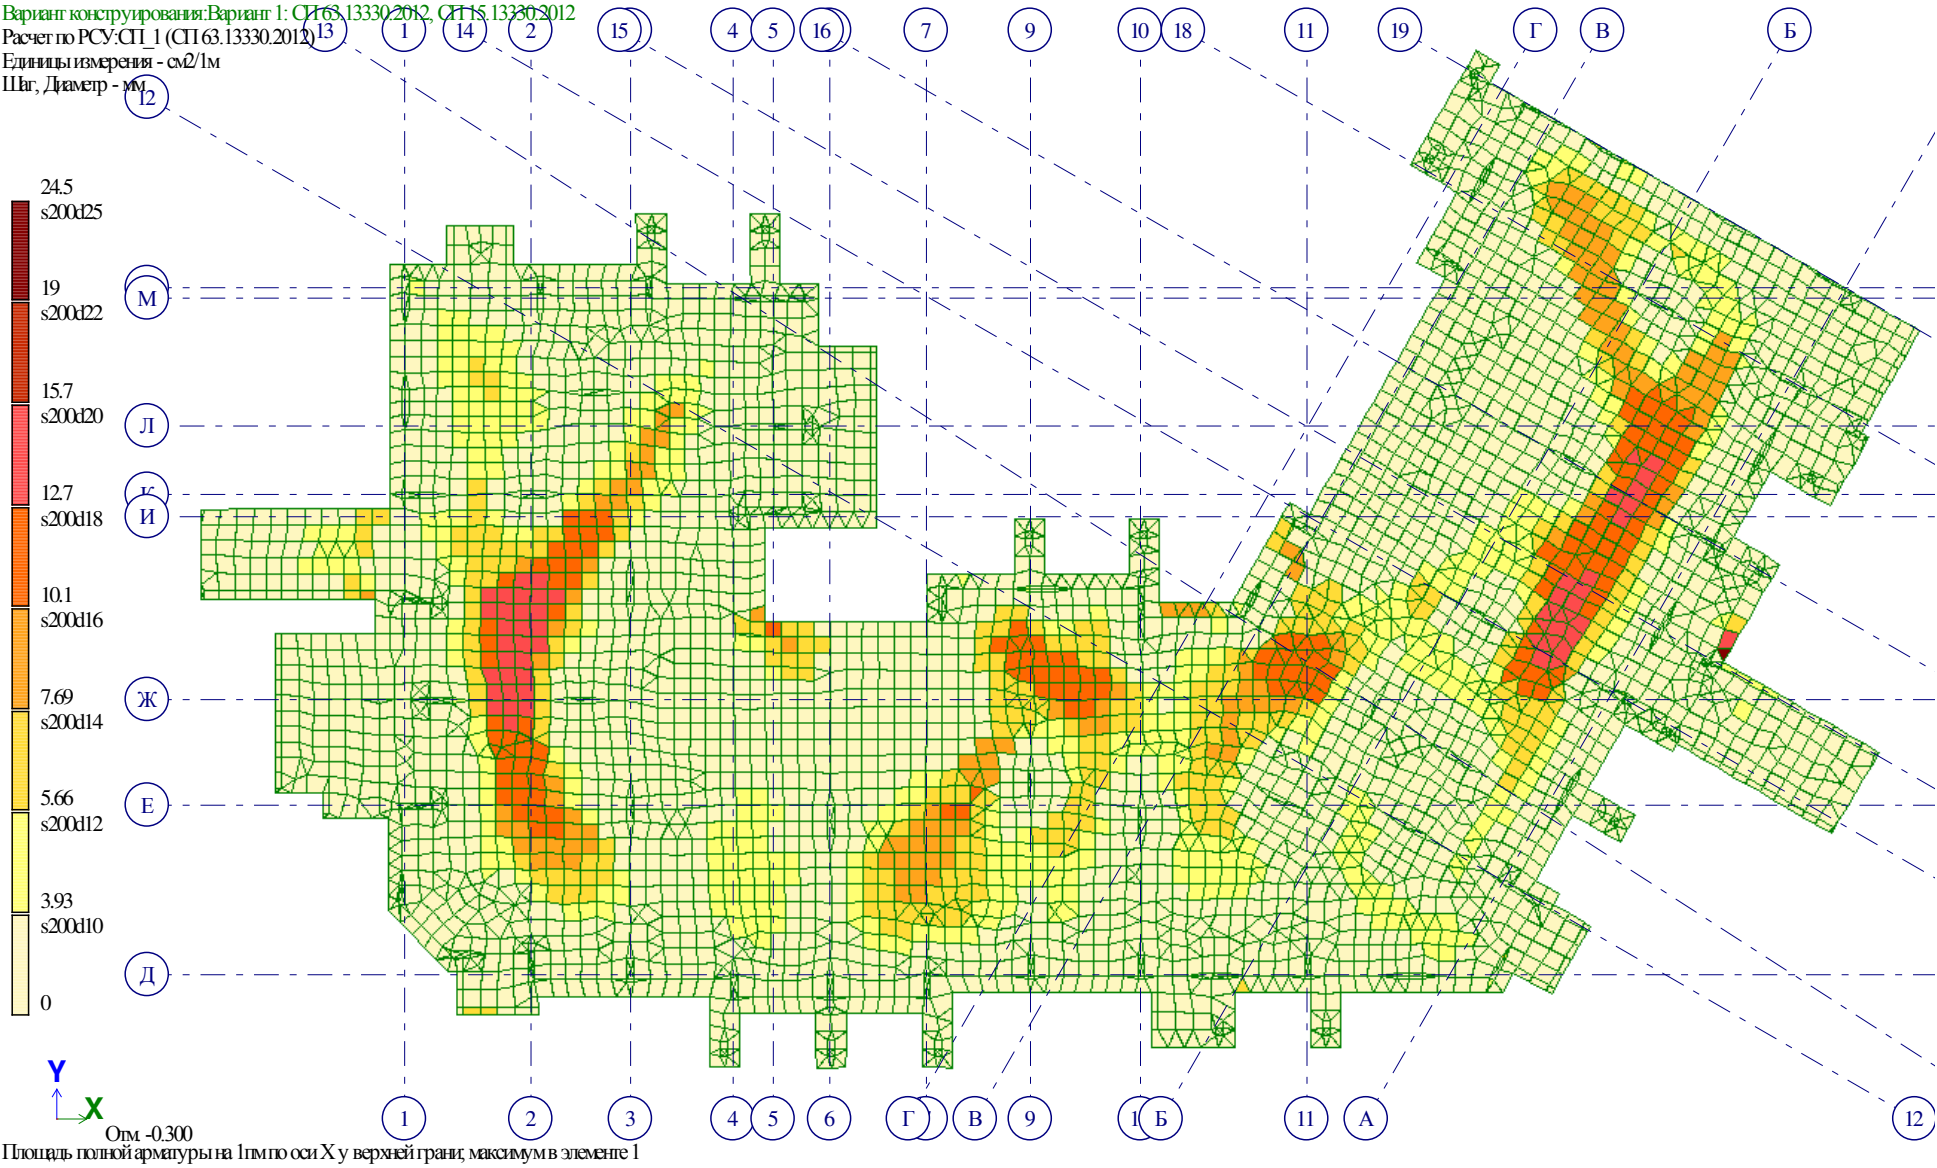 Вариант конструирования:Вариант 1: СП 63.13330.2012, СП 15.13330.2012
Расчет по РСУ:СП_1 (СП 63.13330.2012)
Единицы измерения - см2/1м
Шаг, Диаметр - мм
13 1 14 2 15 4 5 16 7 9 10 18 11 19 Г В Б
12
24.5
s200d25
19
s200d22
15.7
s200d20
12.7
s200d18
10.1
s200d16
7.69
s200d14
5.66
s200d12
3.93
s200d10
0
М
Л
К
И
Ж
Е
Д
Y
X
1 2 3 4 5 6 Г В 9 1 Б 11 А 12
Отм. -0.300
Площадь полной арматуры на 1пм по оси X у верхней грани; максимум в элементе 1